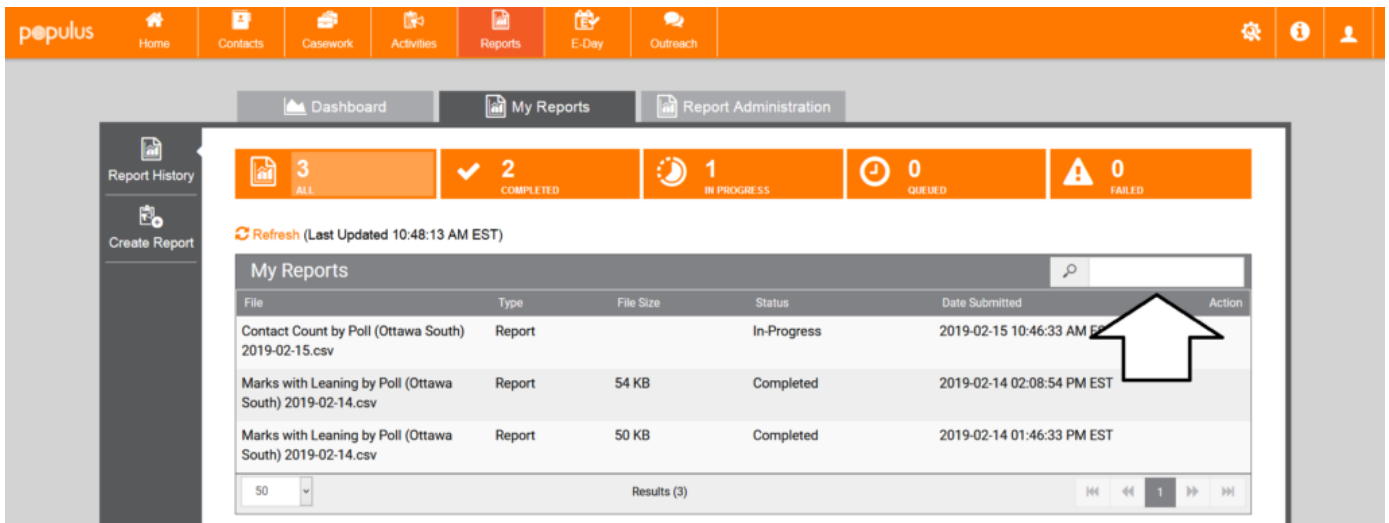 populus
Home
Contacts
Casework
Activities
Reports
E-Day
Outreach
Dashboard
My Reports
Report Administration
Report History
Create Report
3
ALL
2
COMPLETED
1
IN PROGRESS
0
QUEUED
0
FAILED
Refresh (Last Updated 10:48:13 AM EST)
My Reports
File Type File Size Status Date Submitted Action
Contact Count by Poll (Ottawa South) Report In-Progress 2019-02-15 10:46:33 AM EST
2019-02-15.csv
Marks with Leaning by Poll (Ottawa Report 54 KB Completed 2019-02-14 02:08:54 PM EST
South) 2019-02-14.csv
Marks with Leaning by Poll (Ottawa Report 50 KB Completed 2019-02-14 01:46:33 PM EST
South) 2019-02-14.csv
50 Results (3) 1